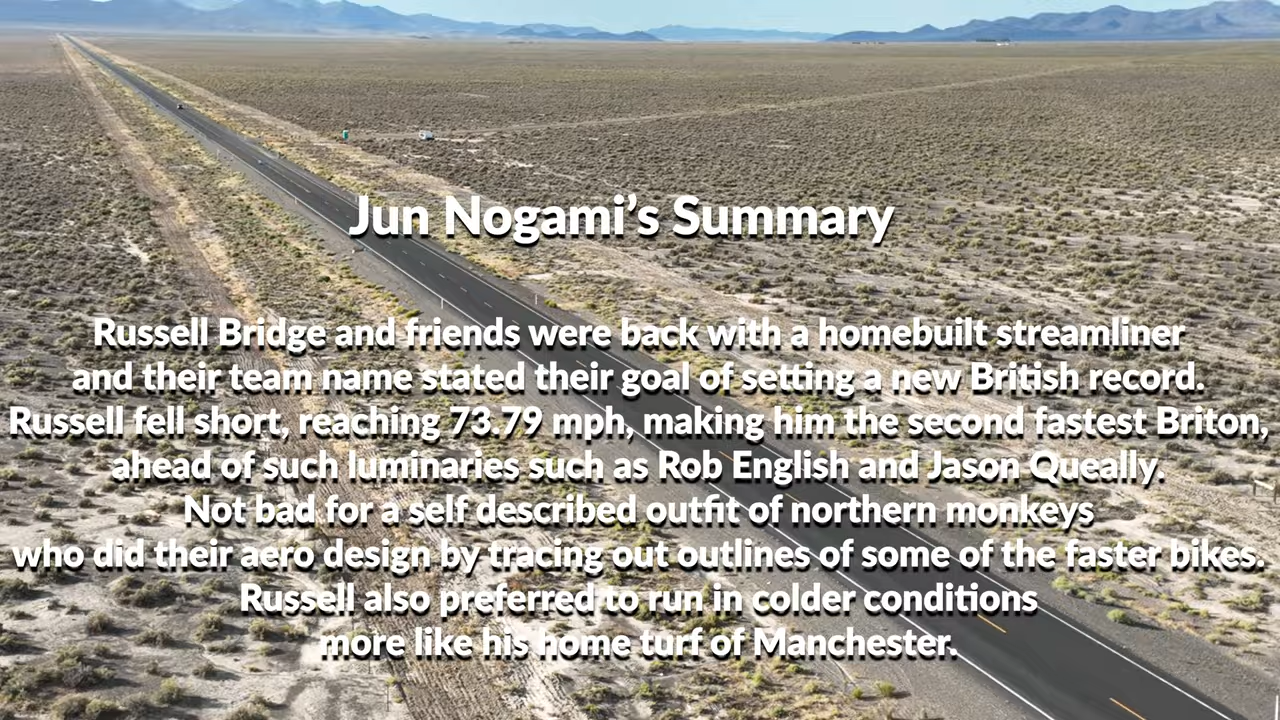 Jun Nogami’s Summary
Russell Bridge and friends were back with a homebuilt streamliner
and their team name stated their goal of setting a new British record.
Russell fell short, reaching 73.79 mph, making him the second fastest Briton,
ahead of such luminaries such as Rob English and Jason Queally.
Not bad for a self described outfit of northern monkeys
who did their aero design by tracing out outlines of some of the faster bikes.
Russell also preferred to run in colder conditions
more like his home turf of Manchester.